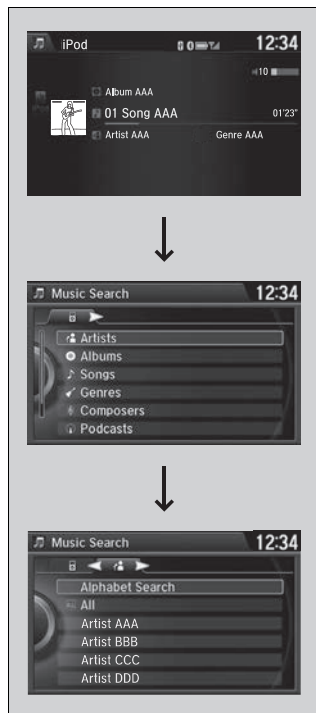 iPod 12:34
10
Album AAA
01 Song AAA 01'23"
Artist AAA Genre AAA
Music Search 12:34
Artists
Albums
Songs
Genres
Composers
Podcasts
Music Search 12:34
Alphabet Search
All
Artist AAA
Artist BBB
Artist CCC
Artist DDD